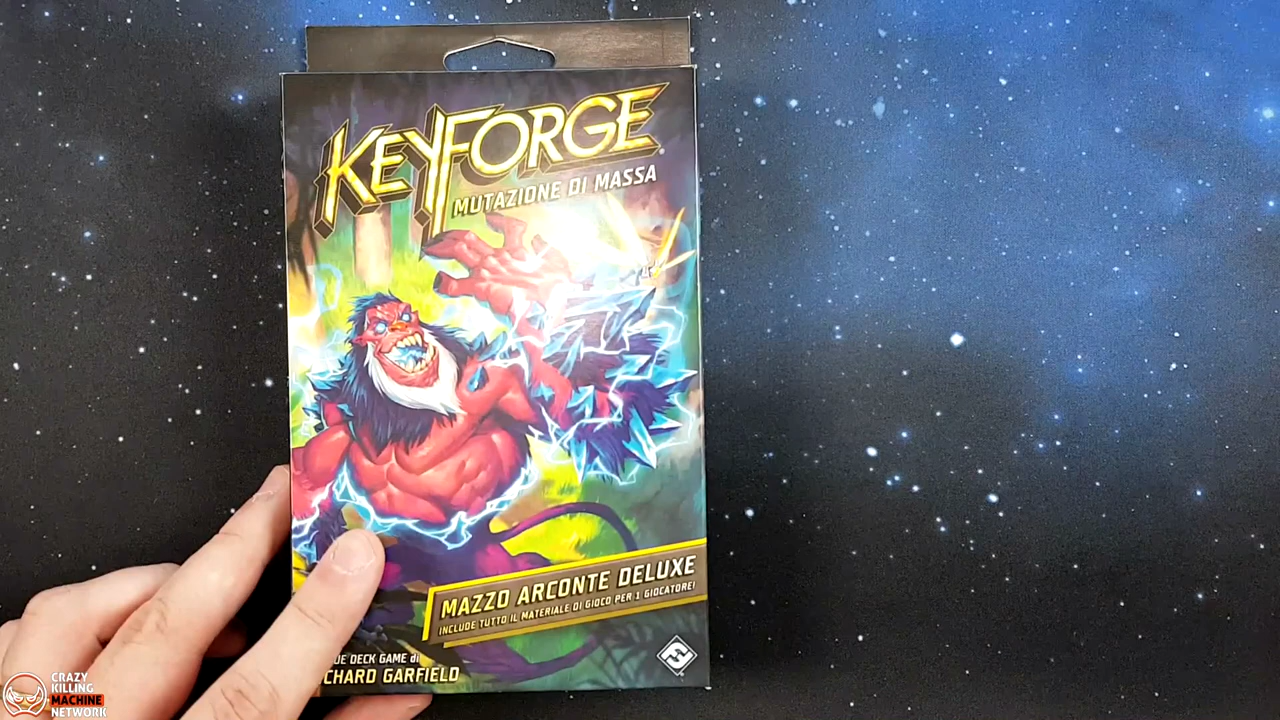 KEYFORGE
MUTAZIONE DI MASSA
MAZZO ARCONTE DELUXE
INCLUDE TUTTO IL MATERIALE DI GIOCO PER 1 GIOCATORE!
DECK GAME di
GARFIELD
CRAZY
KILLING
MACHINE
NETWORK